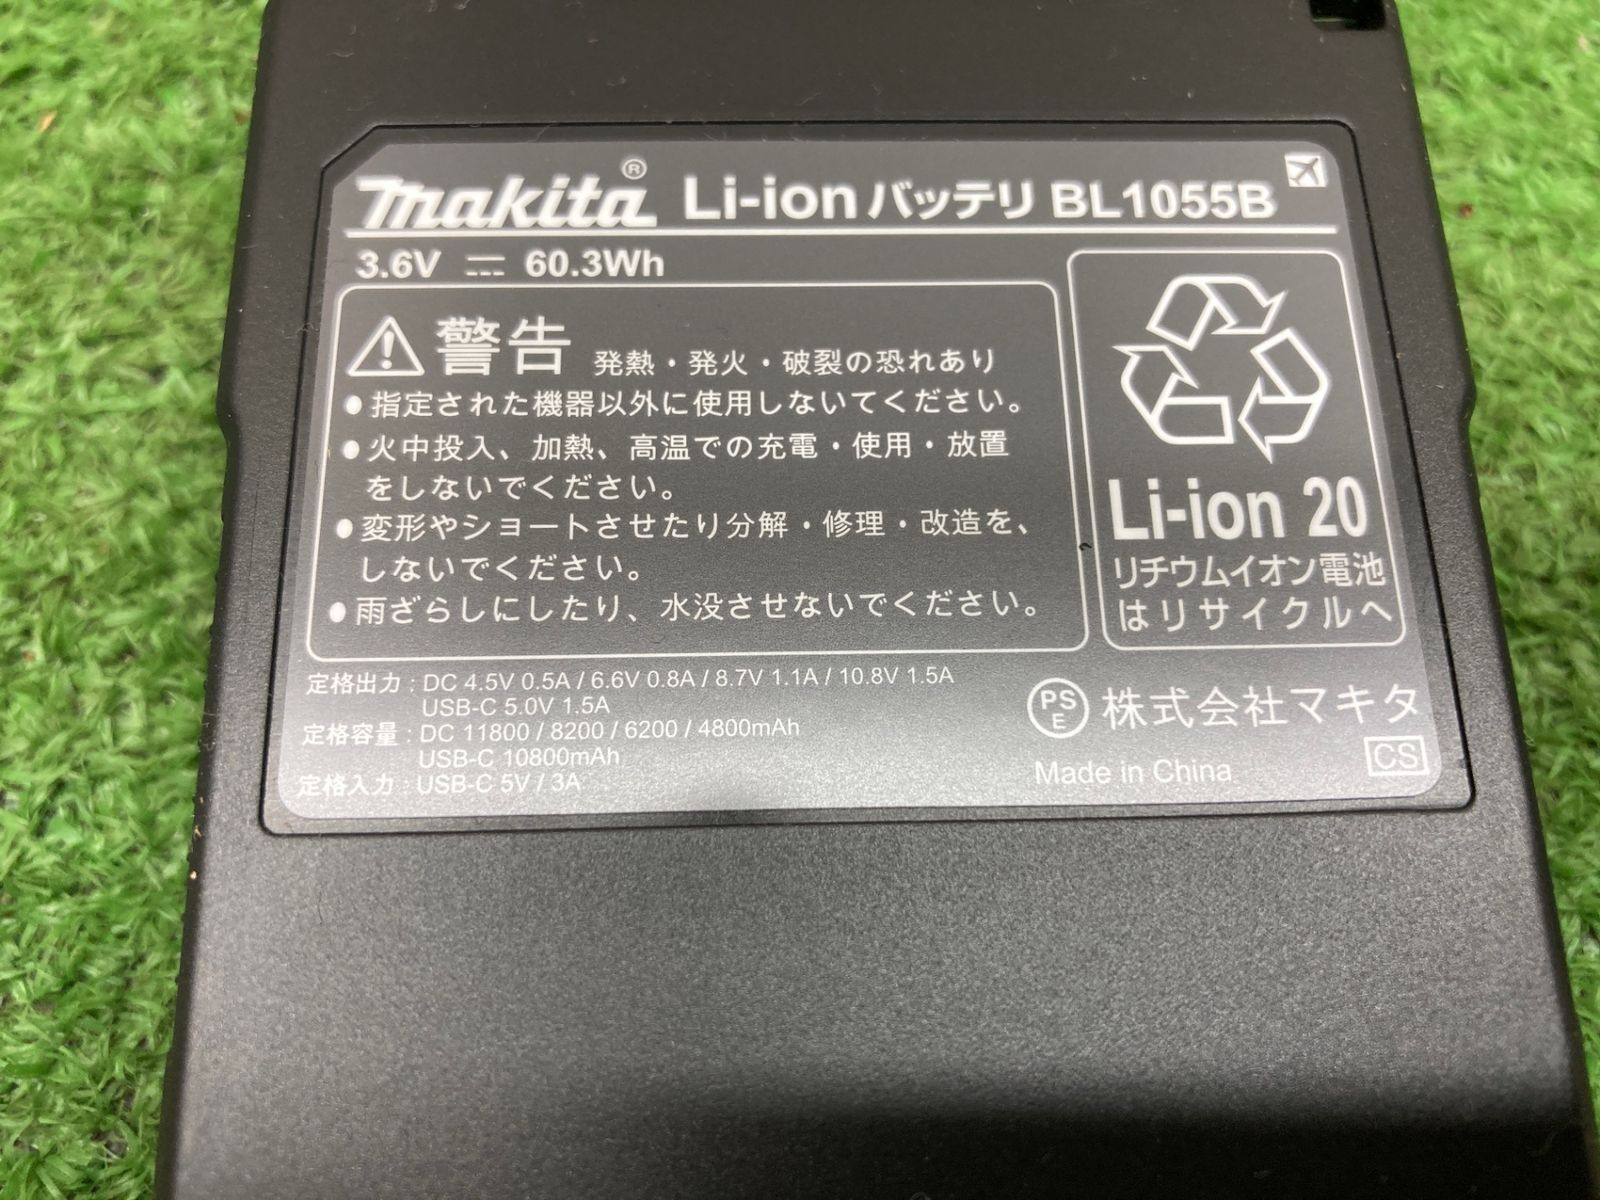 makita® Li-ionバッテリ BL1055B
3.6V ⎓ 60.3Wh
⚠警告 発熱・発火・破裂の恐れあり
●指定された機器以外に使用しないてください。
●火中投入、加熱、高温での充電・使用・放置
をしないでください。
●変形やショートさせたり分解・修理・改造を、
しないでください。
●雨ざらしにしたり、水没させないでください。
Li-ion 20
リチウムイオン電池
はリサイクルへ
定格出力：DC 4.5V 0.5A / 6.6V 0.8A / 8.7V 1.1A / 10.8V 1.5A
USB-C 5.0V 1.5A
定格容量：DC 11800 / 8200 / 6200 / 4800mAh
USB-C 10800mAh
定格入力：USB-C 5V / 3A
PSE 株式会社マキタ
Made in China
CS